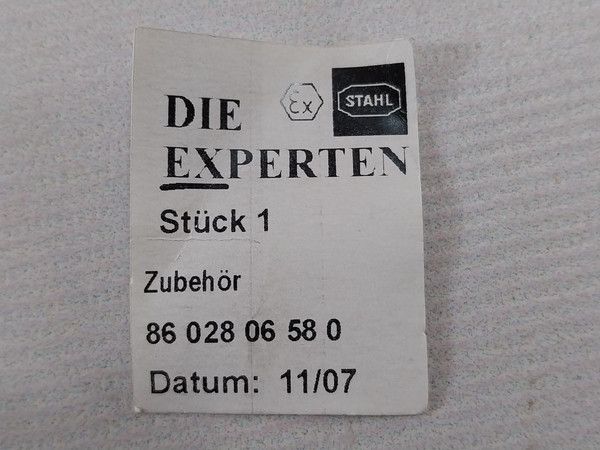 DIE
εx
STAHL
EXPERTEN
Stück 1
Zubehör
86 028 06 58 0
Datum: 11/07